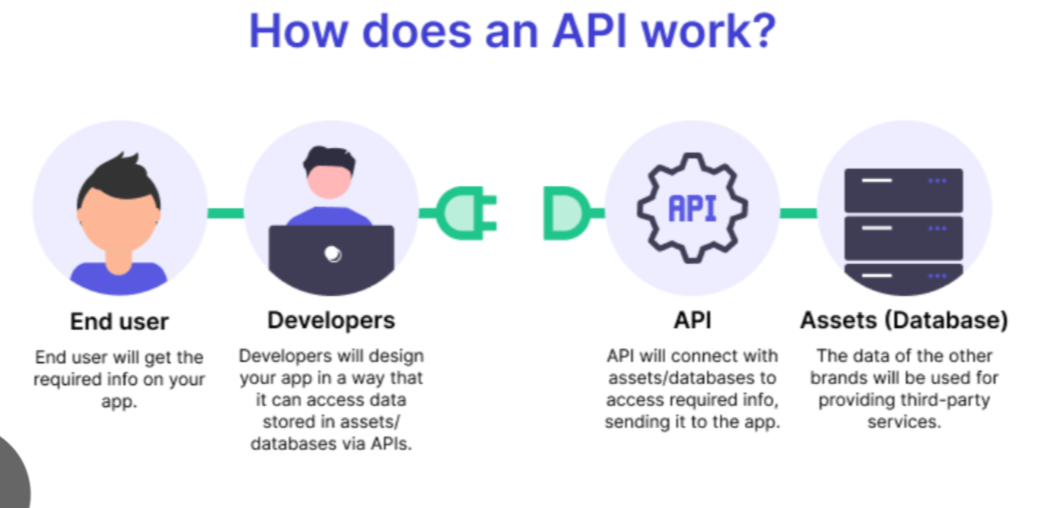 How does an API work?
API
End user
End user will get the
required info on your
app.
Developers
Developers will design
your app in a way that
it can access data
stored in assets/
databases via APIs.
API
API will connect with
assets/databases to
access required info,
sending it to the app.
Assets (Database)
The data of the other
brands will be used for
providing third-party
services.